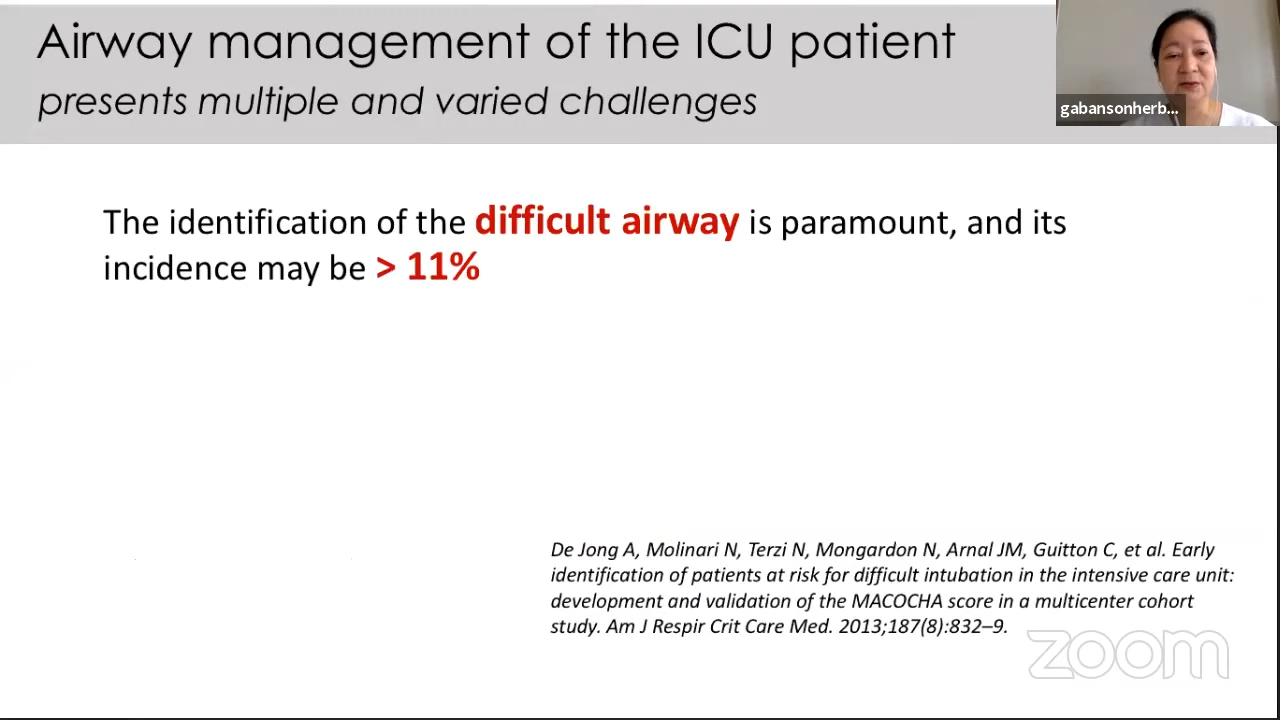 Airway management of the ICU patient
presents multiple and varied challenges
gabansonherb...
The identification of the difficult airway is paramount, and its
incidence may be > 11%
De Jong A, Molinari N, Terzi N, Mongardon N, Arnal JM, Guitton C, et al. Early
identification of patients at risk for difficult intubation in the intensive care unit:
development and validation of the MACOCHA score in a multicenter cohort
study. Am J Respir Crit Care Med. 2013;187(8):832–9.
zoom